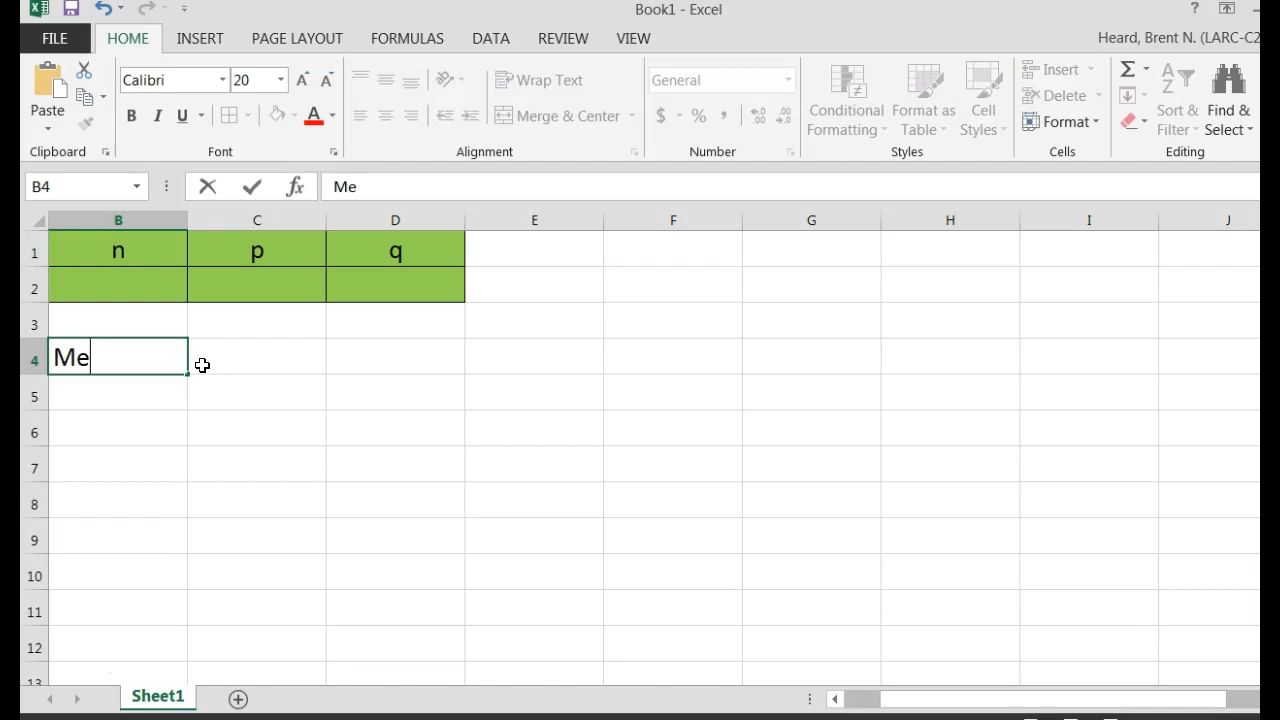 Book1 - Excel
?
FILE HOME INSERT PAGE LAYOUT FORMULAS DATA REVIEW VIEW
Heard, Brent N. (LARC-C2
Paste
Calibri 20
B I U A
Wrap Text
Merge & Center
General
$ % ,
Conditional Formatting
Format as Table
Cell Styles
Insert
Delete
Format
Σ
Sort & Filter
Find & Select
Clipboard Font Alignment Number Styles Cells Editing
B4 fx Me
B C D E F G H I J
1 n p q
2
3
4 Me
5
6
7
8
9
10
11
12
13
Sheet1